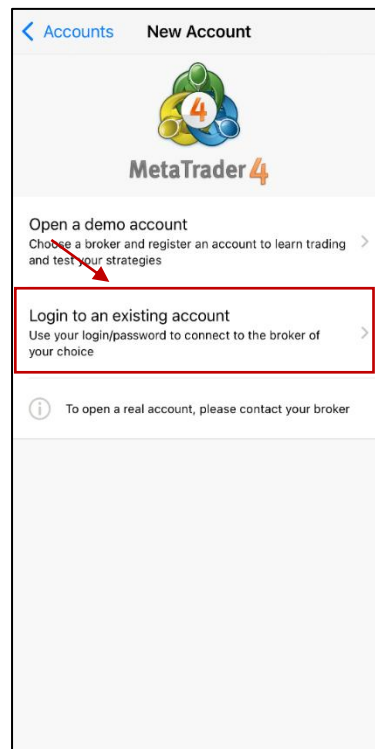 Accounts New Account
4
MetaTrader 4
Open a demo account
Choose a broker and register an account to learn trading
and test your strategies
Login to an existing account
Use your login/password to connect to the broker of
your choice
i To open a real account, please contact your broker